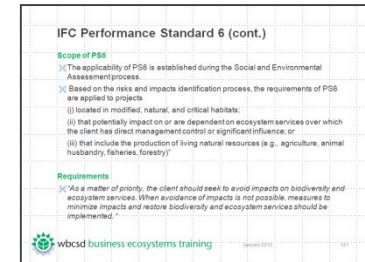 IFC Performance Standard 6 (cont.)
Scope of PS6
The applicability of PS6 is established during the Social and Environmental
Assessment process.
Based on the risks and impacts identification process, the requirements of PS6
are applied to projects
(i) located in modified, natural, and critical habitats;
(ii) that potentially impact on or are dependent on ecosystem services over which
the client has direct management control or significant influence; or
(iii) that include the production of living natural resources (e.g., agriculture, animal
husbandry, fisheries, forestry)"
Requirements
"As a matter of priority, the client should seek to avoid impacts on biodiversity and
ecosystem services. When avoidance of impacts is not possible, measures to
minimize impacts and restore biodiversity and ecosystem services should be
implemented."
wbcsd business ecosystems training
January 2012